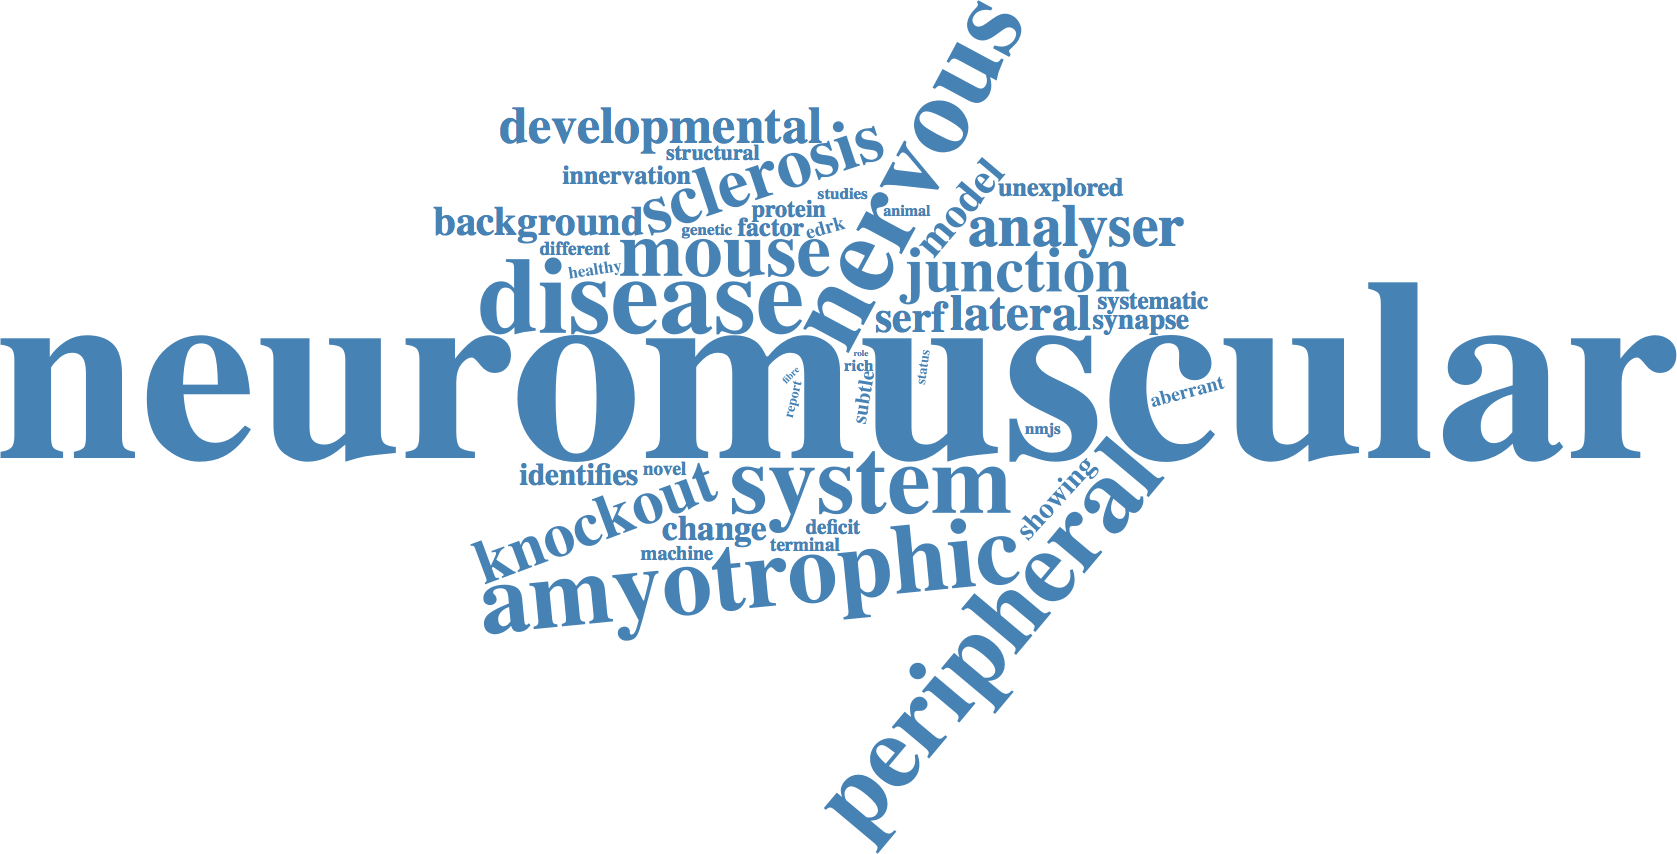 nervous
developmental
structural
sclerosis
innervation
model
unexplored
studies
protein
animal
background
genetic
factor
edrk
analyser
different
healthy
mouse
junction
disease
serf
lateral
systematic
synapse
neuromuscular
role
rich
fibre
report
subtle
status
aberrant
nmjs
identifies
novel
system
peripheral
showing
knockout
change
deficit
machine
terminal
amyotrophic